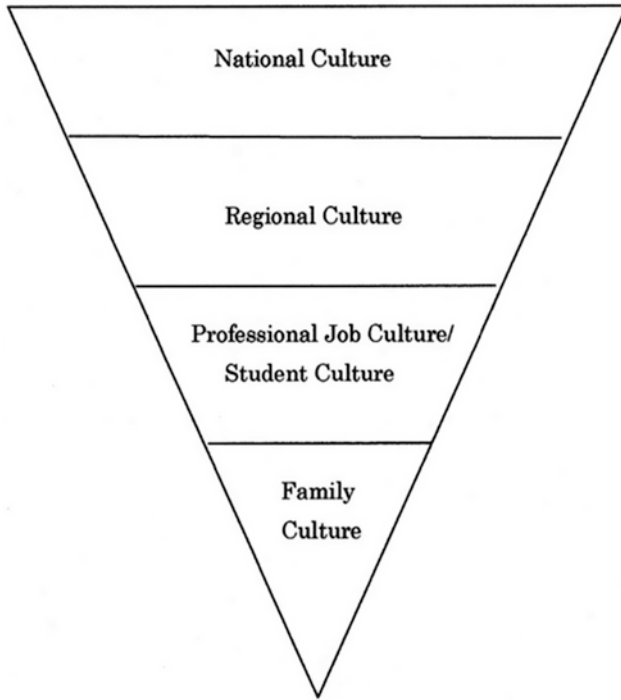 National Culture
Regional Culture
Professional Job Culture/
Student Culture
Family
Culture